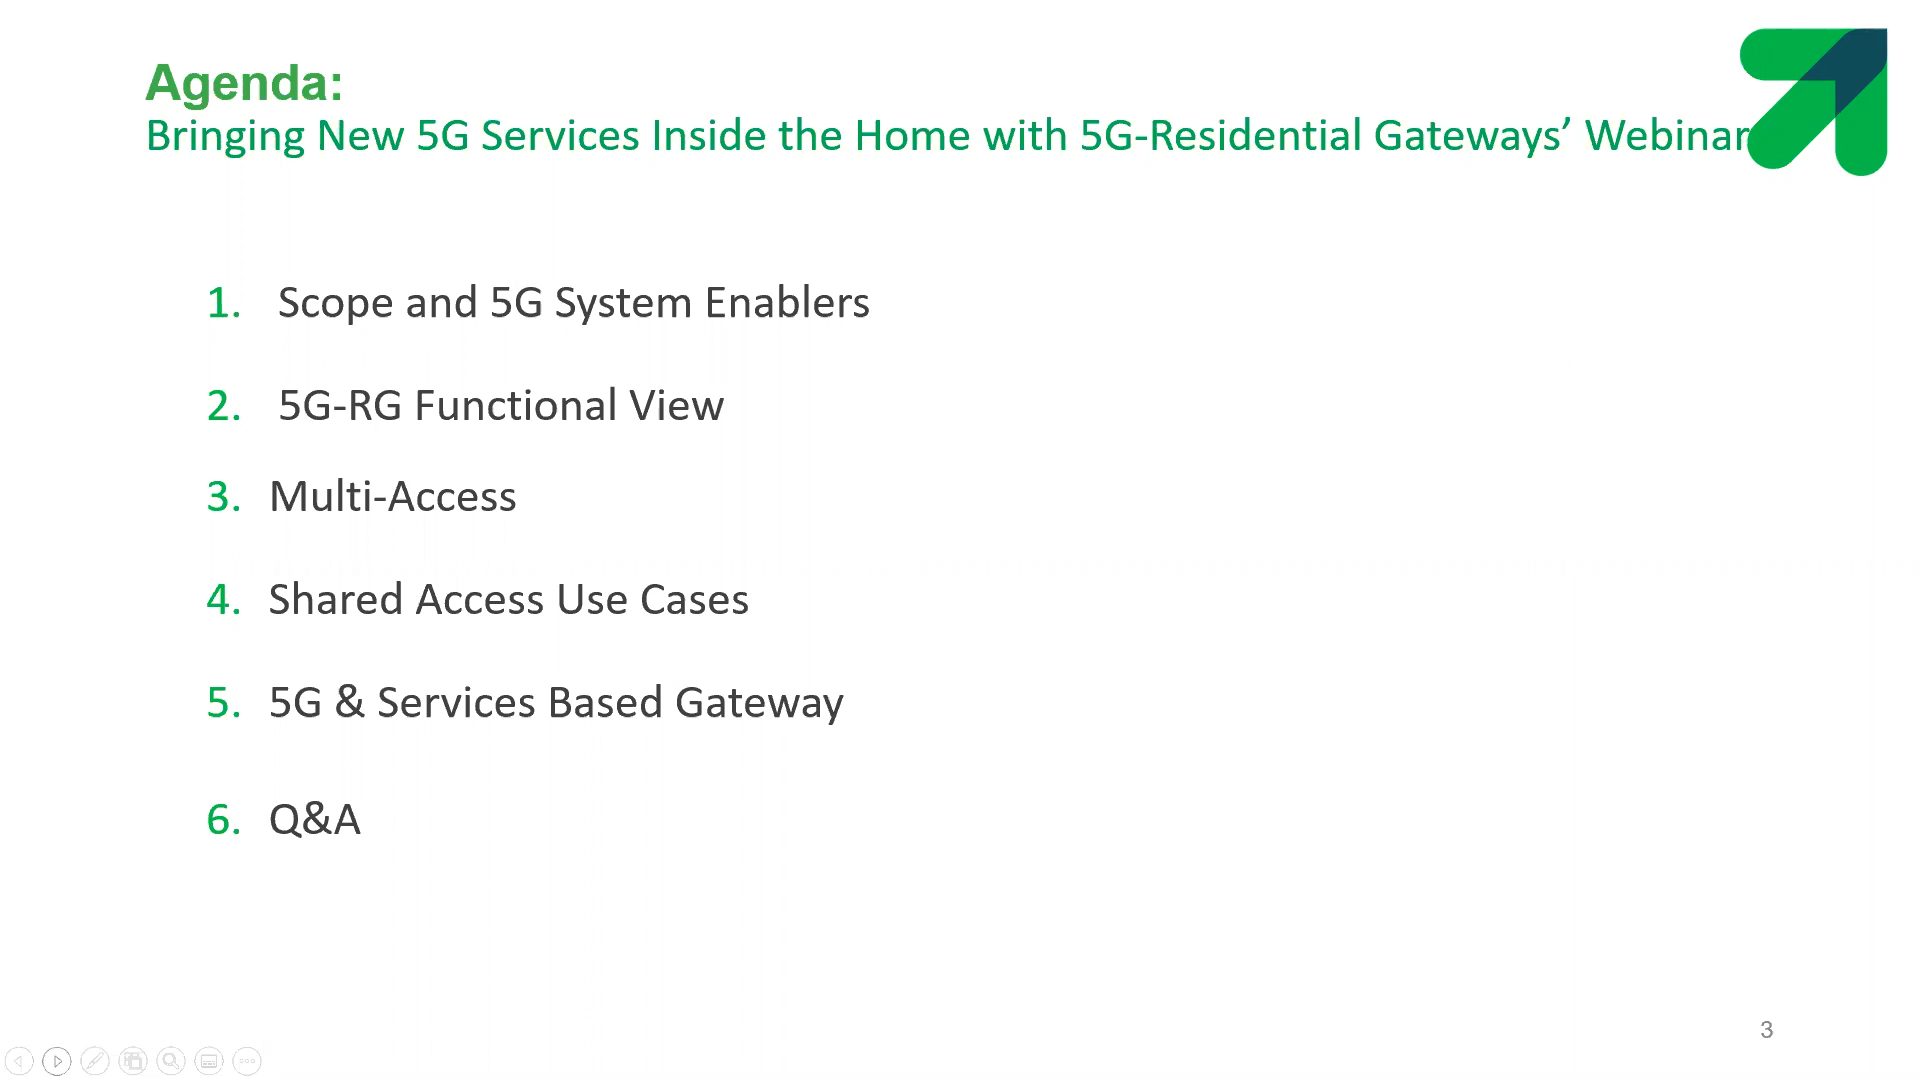 Agenda:
Bringing New 5G Services Inside the Home with 5G-Residential Gateways’ Webinar
1. Scope and 5G System Enablers
2. 5G-RG Functional View
3. Multi-Access
4. Shared Access Use Cases
5. 5G & Services Based Gateway
6. Q&A
3